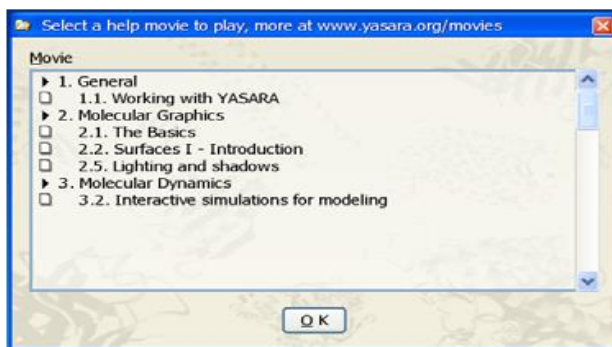 Select a help movie to play, more at www.yasara.org/movies
Movie
1. General
1.1. Working with YASARA
2. Molecular Graphics
2.1. The Basics
2.2. Surfaces I - Introduction
2.5. Lighting and shadows
3. Molecular Dynamics
3.2. Interactive simulations for modeling
O K